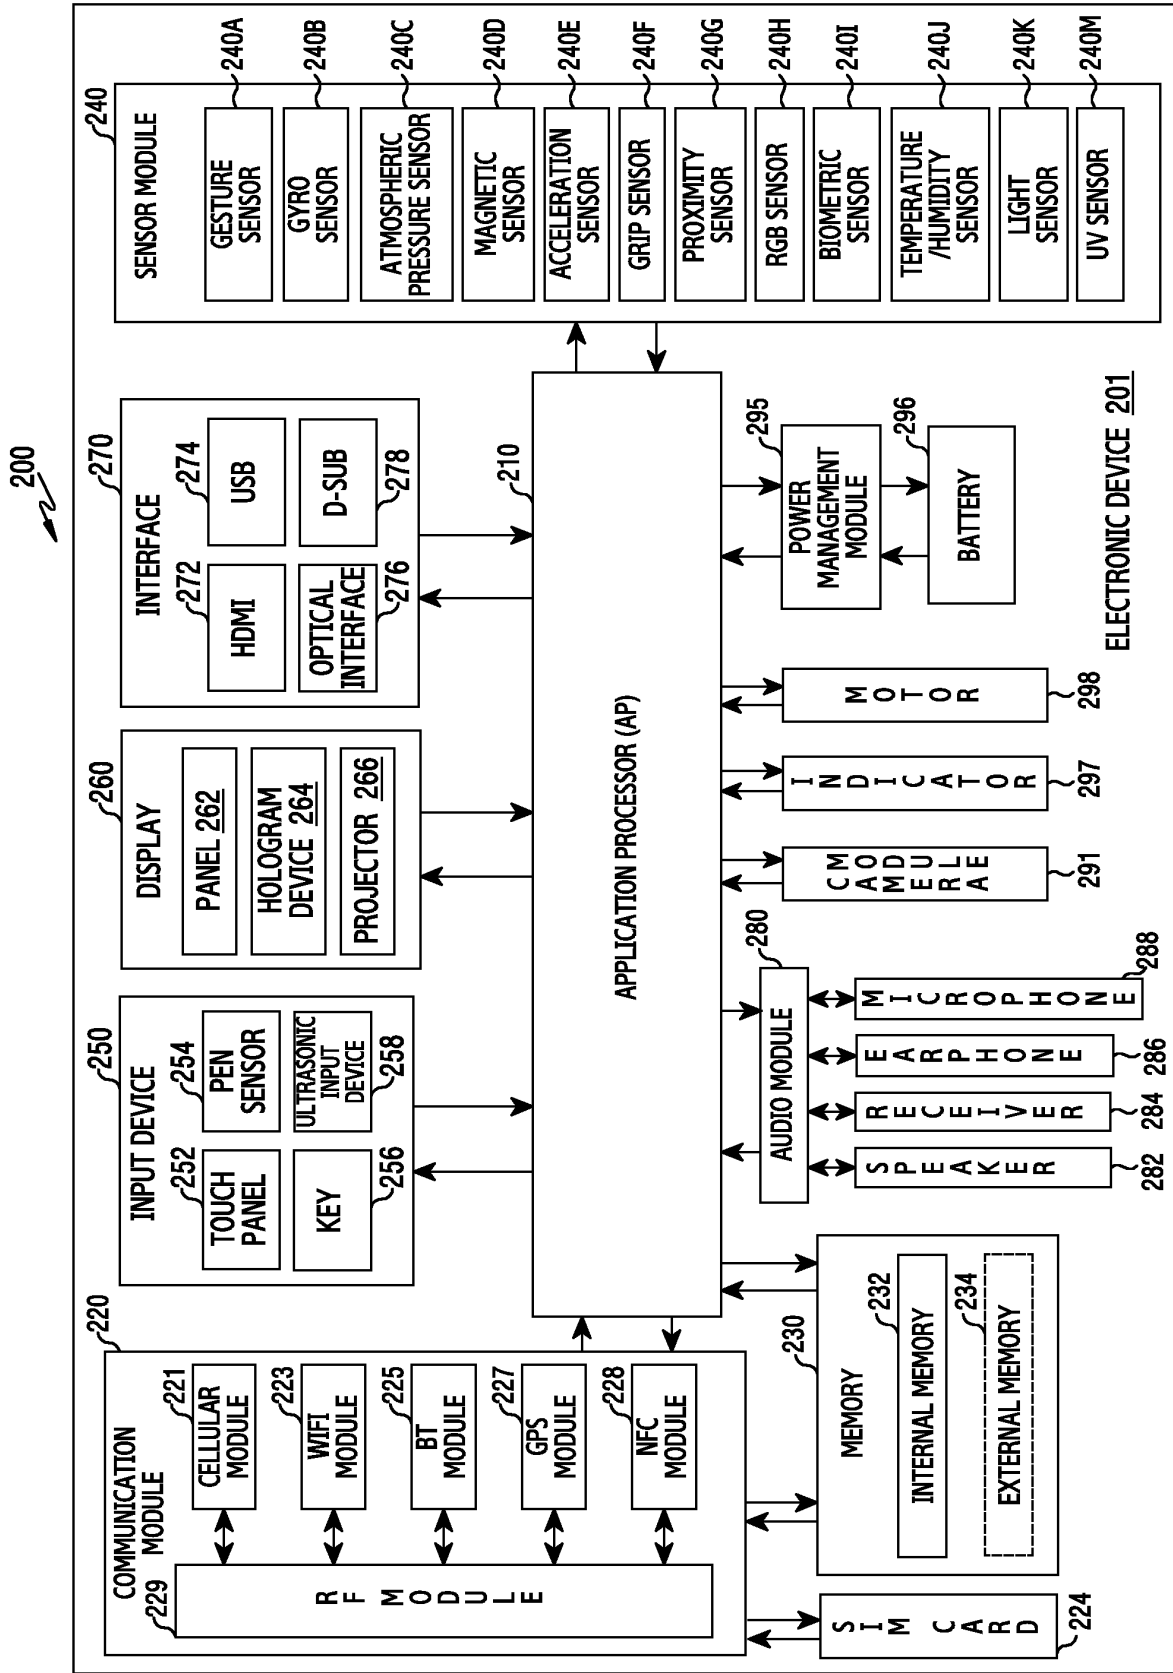 200
COMMUNICATION
MODULE
220
229
RF MODULE
221
CELLULAR
MODULE
223
WIFI
MODULE
225
BT
MODULE
227
GPS
MODULE
228
NFC
MODULE
INPUT DEVICE
250
252
TOUCH
PANEL
254
PEN
SENSOR
KEY
256
ULTRASONIC
INPUT
DEVICE
258
DISPLAY
260
PANEL 262
HOLOGRAM
DEVICE 264
PROJECTOR 266
INTERFACE
270
272
HDMI
274
USB
OPTICAL
INTERFACE
276
D-SUB
278
SENSOR MODULE
240
GESTURE
SENSOR
240A
GYRO
SENSOR
240B
ATMOSPHERIC
PRESSURE SENSOR
240C
MAGNETIC
SENSOR
240D
ACCELERATION
SENSOR
240E
GRIP SENSOR
240F
PROXIMITY
SENSOR
240G
RGB SENSOR
240H
BIOMETRIC
SENSOR
240I
TEMPERATURE
/HUMIDITY
SENSOR
240J
LIGHT
SENSOR
240K
UV SENSOR
240M
APPLICATION PROCESSOR (AP)
210
SIM CARD
224
230
MEMORY
232
INTERNAL MEMORY
234
EXTERNAL MEMORY
280
AUDIO MODULE
SPEAKER
282
RECEIVER
284
EARPHONE
286
MICROPHONE
288
CAMERA
MODULE
291
INDICATOR
297
MOTOR
298
295
POWER
MANAGEMENT
MODULE
296
BATTERY
ELECTRONIC DEVICE 201